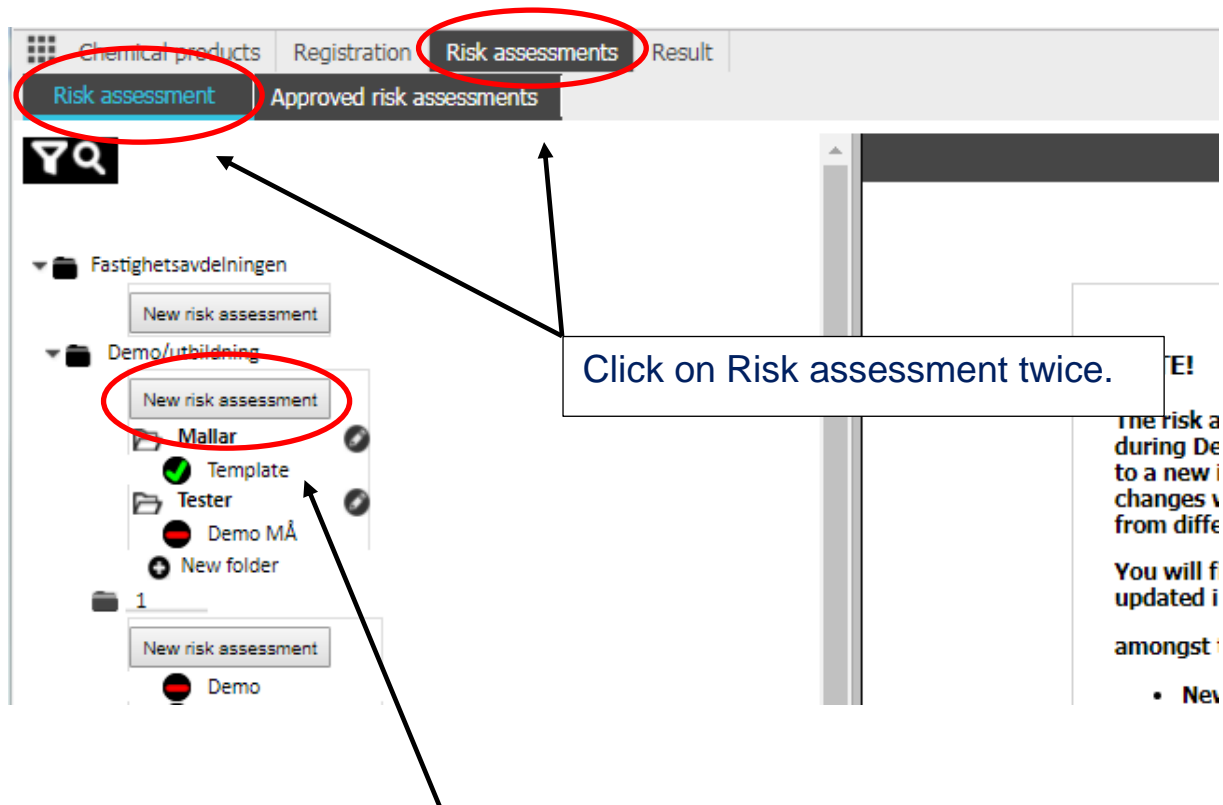 Chemical products Registration Risk assessments Result
Risk assessment Approved risk assessments
Fastighetsavdelningen
New risk assessment
Demo/utbildning
New risk assessment
Mallar
Template
Tester
Demo MÅ
New folder
1
New risk assessment
Demo
Click on Risk assessment twice.
TE!
The risk a
during De
to a new i
changes w
from diffe
You will f
updated i
amongst t
• New